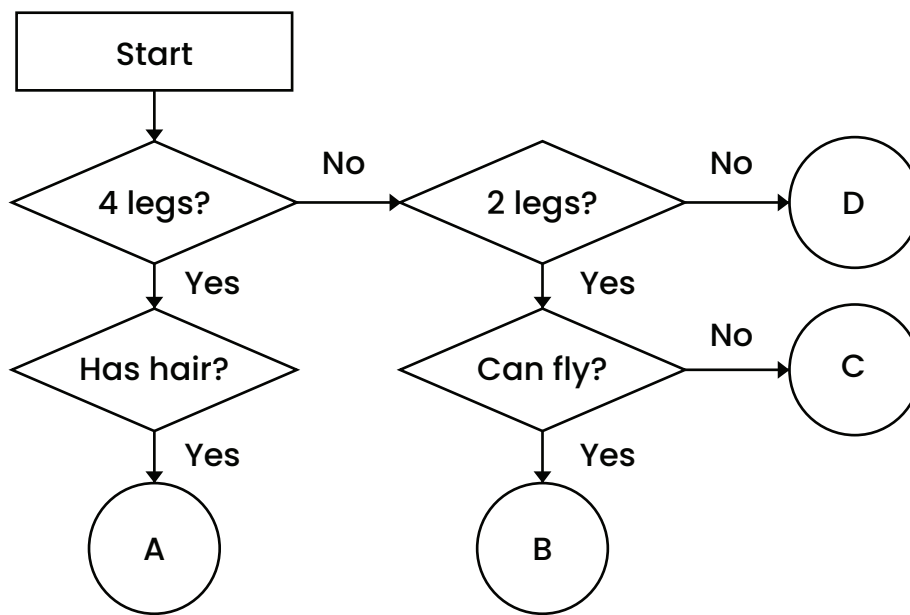 Start
No
No
4 legs?
2 legs?
D
Yes
Yes
No
Has hair?
Can fly?
C
Yes
Yes
A
B